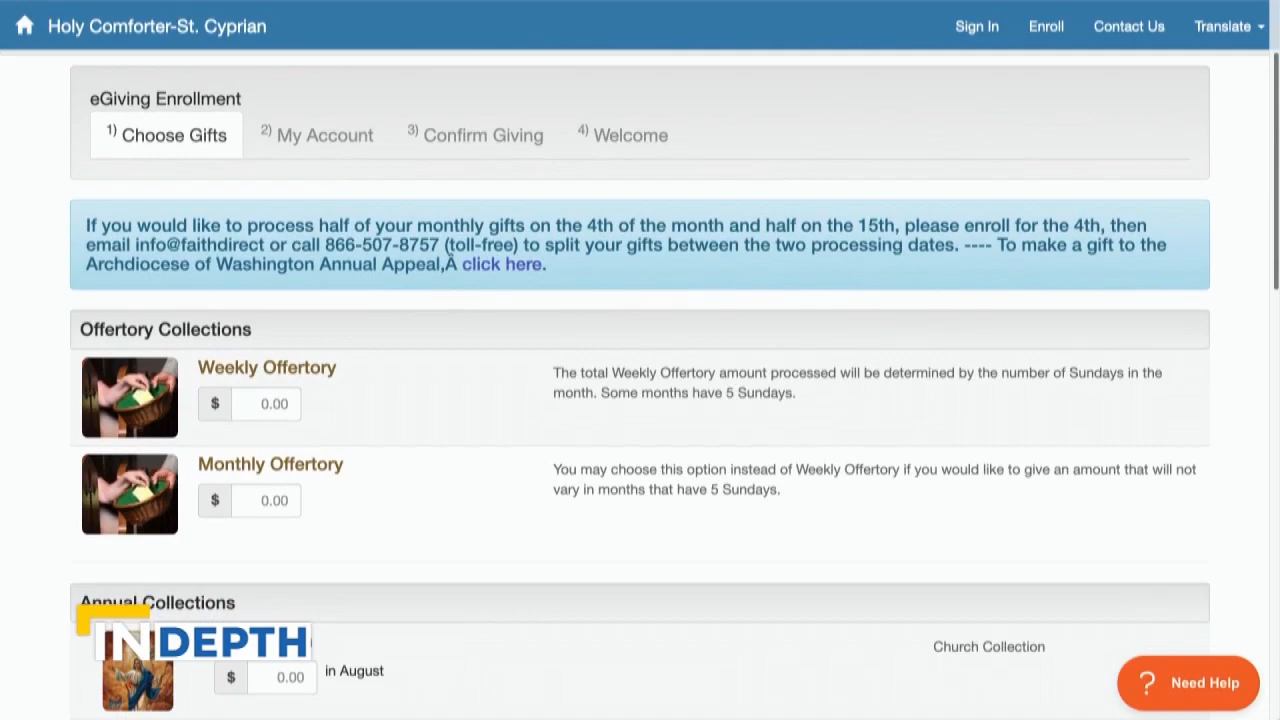 Holy Comforter-St. Cyprian
Sign In
Enroll
Contact Us
Translate
eGiving Enrollment
1) Choose Gifts
2) My Account
3) Confirm Giving
4) Welcome
If you would like to process half of your monthly gifts on the 4th of the month and half on the 15th, please enroll for the 4th, then
email info@faithdirect or call 866-507-8757 (toll-free) to split your gifts between the two processing dates. ---- To make a gift to the
Archdiocese of Washington Annual Appeal,Â click here.
Offertory Collections
Weekly Offertory
$ 0.00
The total Weekly Offertory amount processed will be determined by the number of Sundays in the
month. Some months have 5 Sundays.
Monthly Offertory
$ 0.00
You may choose this option instead of Weekly Offertory if you would like to give an amount that will not
vary in months that have 5 Sundays.
Annual Collections
INDEPTH
$ 0.00 in August
Church Collection
? Need Help